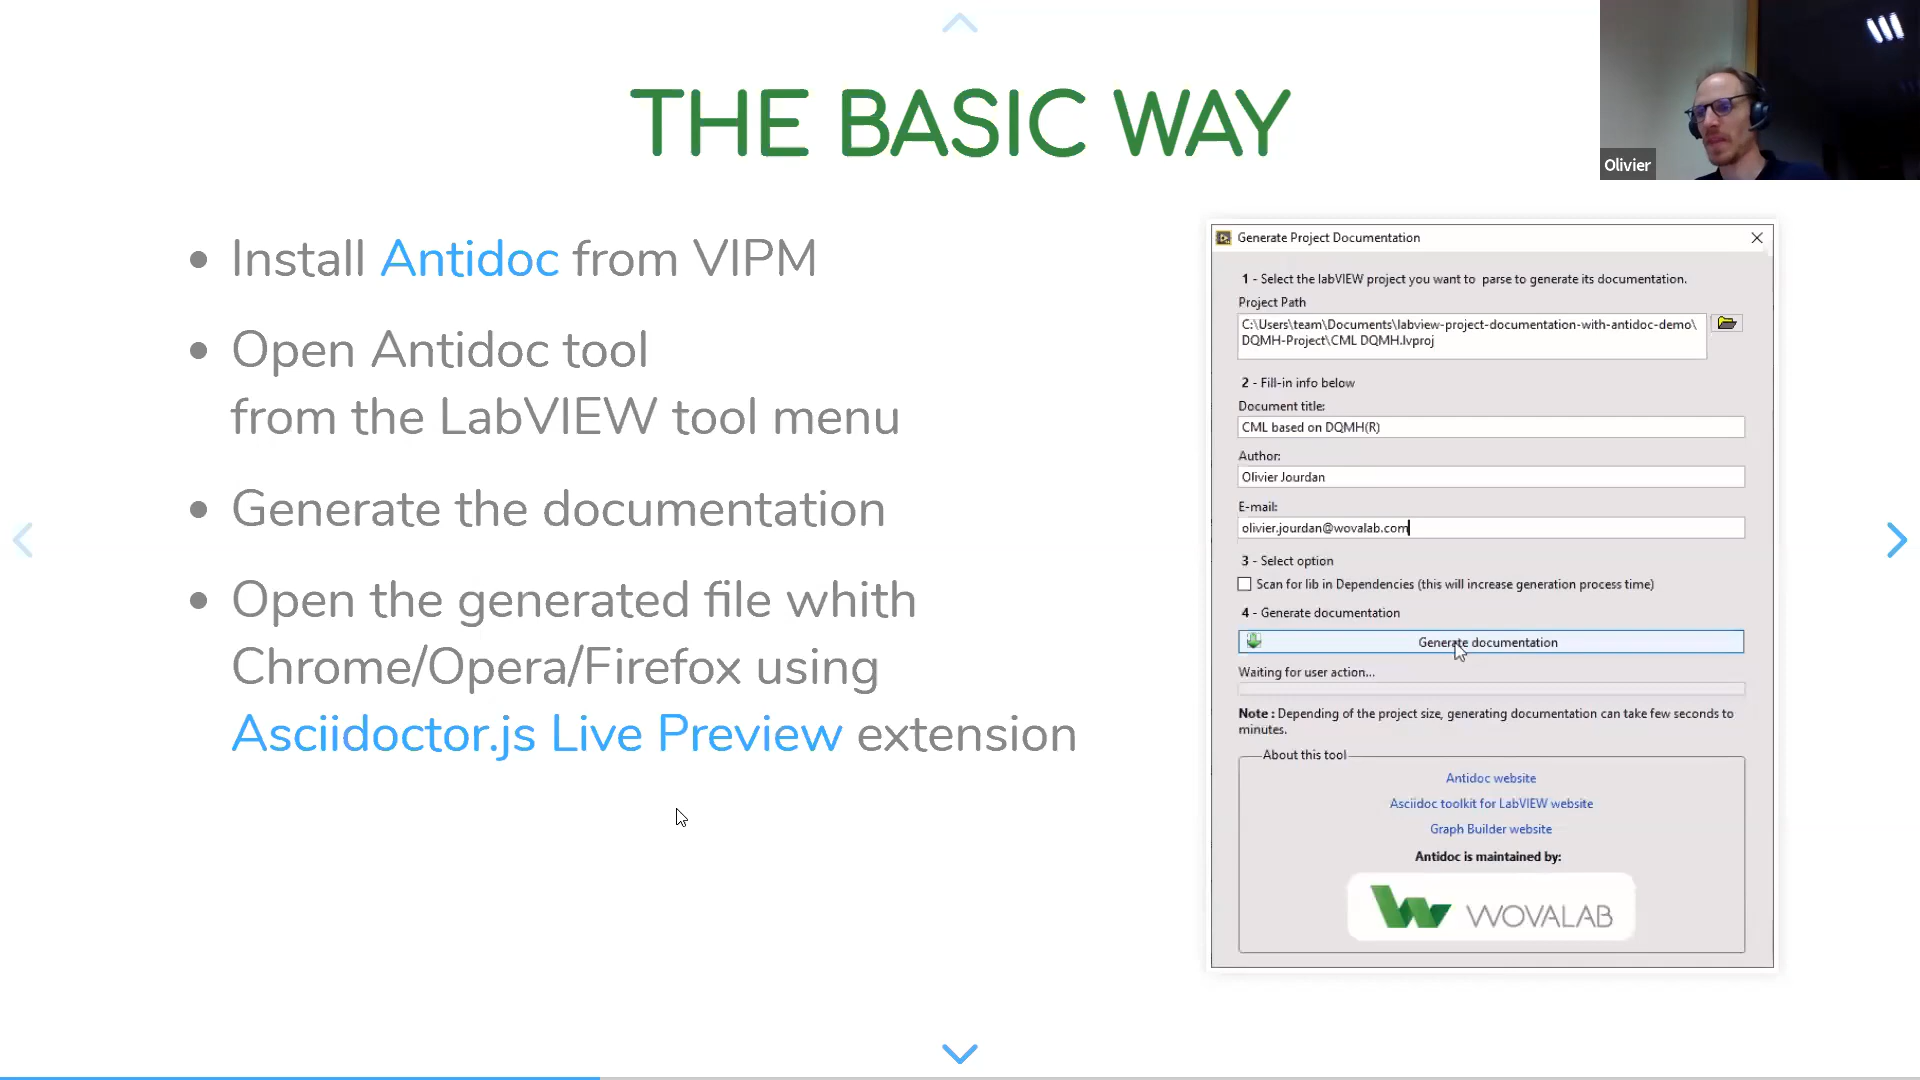 THE BASIC WAY
Olivier
Install Antidoc from VIPM
Open Antidoc tool
from the LabVIEW tool menu
Generate the documentation
Open the generated file whith
Chrome/Opera/Firefox using
Asciidoctor.js Live Preview extension
Generate Project Documentation
1 - Select the labVIEW project you want to parse to generate its documentation.
Project Path
C:\Users\team\Documents\labview-project-documentation-with-antidoc-demo\
DQMH-Project\CML DQMH.lvproj
2 - Fill-in info below
Document title:
CML based on DQMH(R)
Author:
Olivier Jourdan
E-mail:
olivier.jourdan@wovalab.com
3 - Select option
Scan for lib in Dependencies (this will increase generation process time)
4 - Generate documentation
Generate documentation
Waiting for user action...
Note : Depending of the project size, generating documentation can take few seconds to
minutes.
About this tool
Antidoc website
Asciidoc toolkit for LabVIEW website
Graph Builder website
Antidoc is maintained by:
WOVALAB